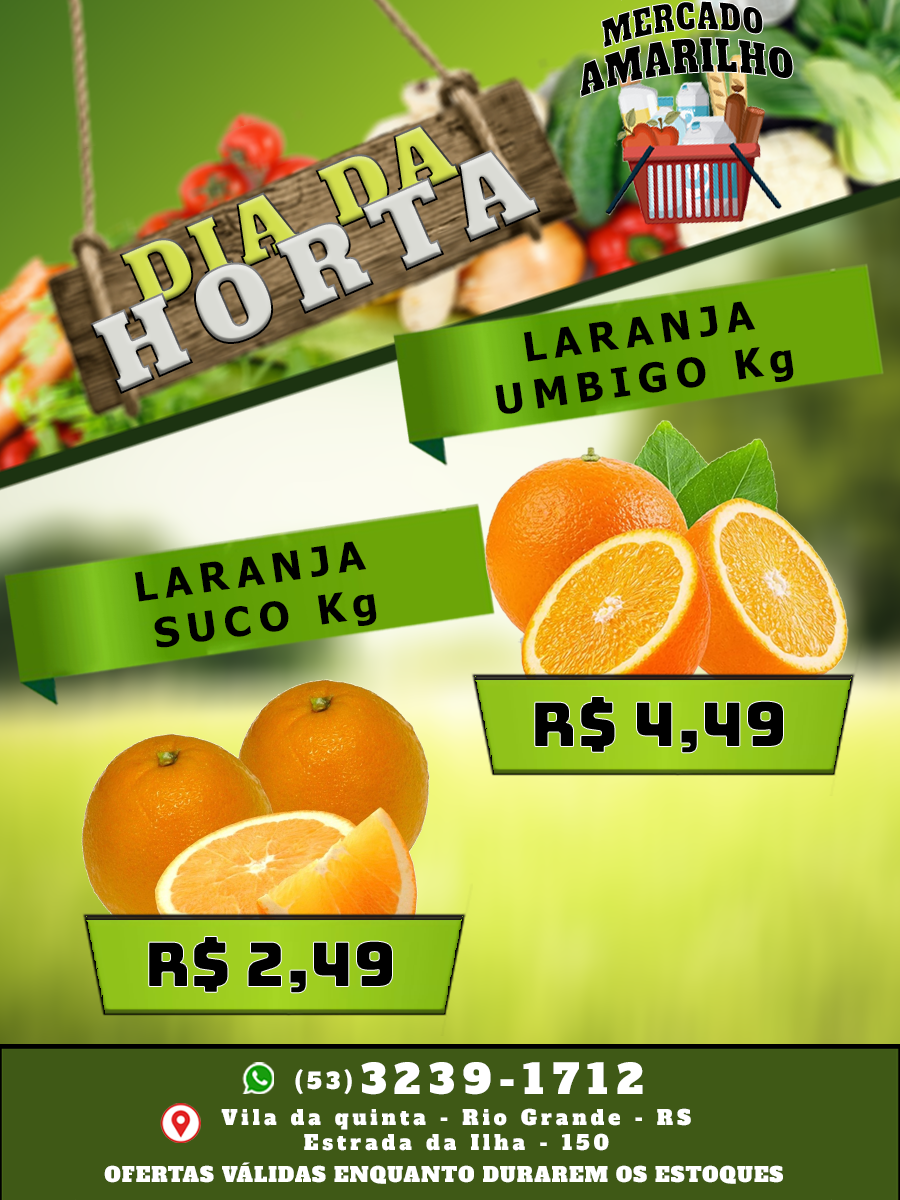 MERCADO
AMARILHO
DIA DA
HORTA
LARANJA
UMBIGO Kg
LARANJA
SUCO Kg
R$ 4,49
R$ 2,49
(53) 3239-1712
Vila da quinta - Rio Grande - RS
Estrada da Ilha - 150
OFERTAS VÁLIDAS ENQUANTO DURAREM OS ESTOQUES